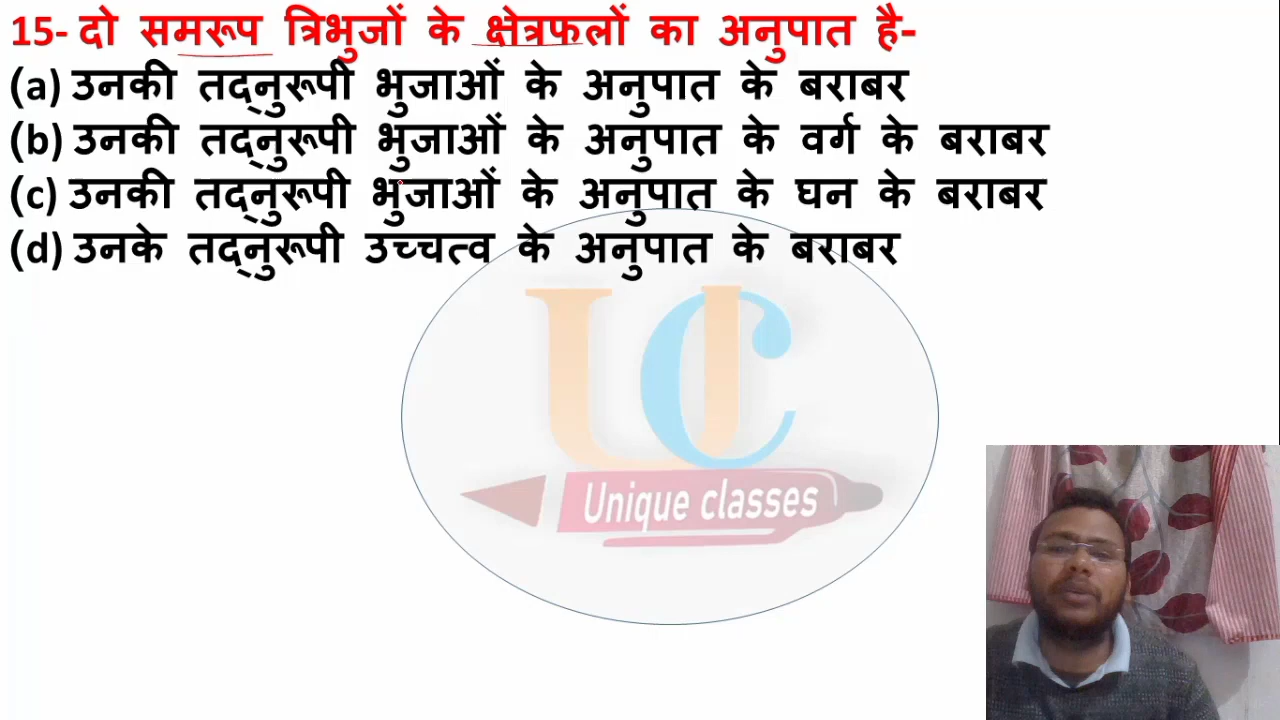 15- दो समरूप त्रिभुजों के क्षेत्रफलों का अनुपात है-
(a) उनकी तद्नुरूपी भुजाओं के अनुपात के बराबर
(b) उनकी तद्नुरूपी भुजाओं के अनुपात के वर्ग के बराबर
(c) उनकी तद्नुरूपी भुजाओं के अनुपात के घन के बराबर
(d) उनके तद्नुरूपी उच्चत्व के अनुपात के बराबर
UC
Unique classes